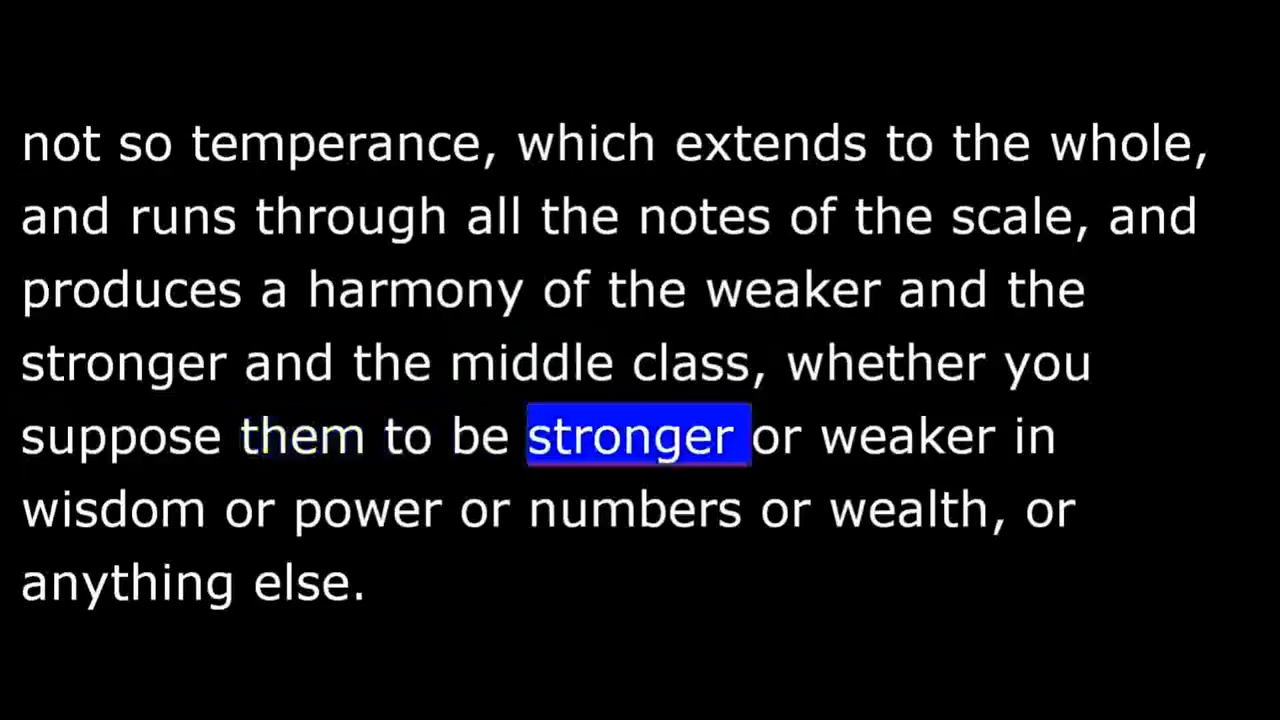 not so temperance, which extends to the whole,
and runs through all the notes of the scale, and
produces a harmony of the weaker and the
stronger and the middle class, whether you
suppose them to be stronger or weaker in
wisdom or power or numbers or wealth, or
anything else.